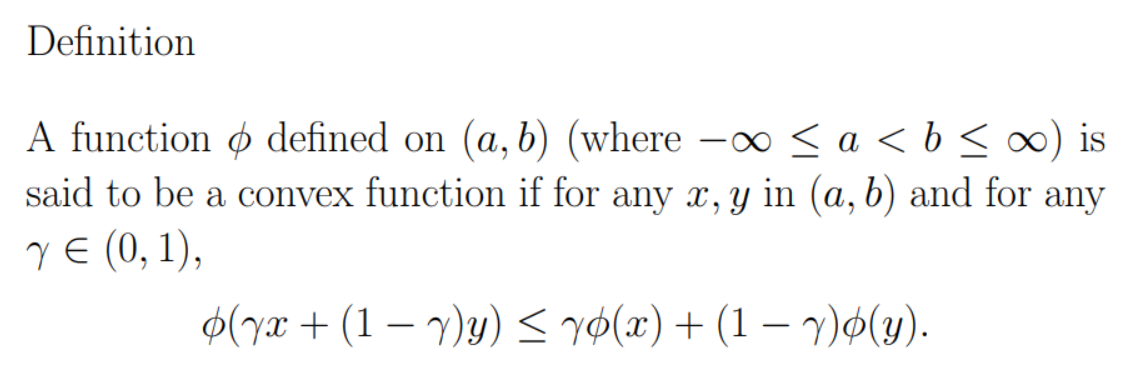 Definition
A function ϕ defined on (a, b) (where −∞ ≤ a < b ≤ ∞) is
said to be a convex function if for any x, y in (a, b) and for any
γ ∈ (0, 1),
ϕ(γx + (1 − γ)y) ≤ γϕ(x) + (1 − γ)ϕ(y).